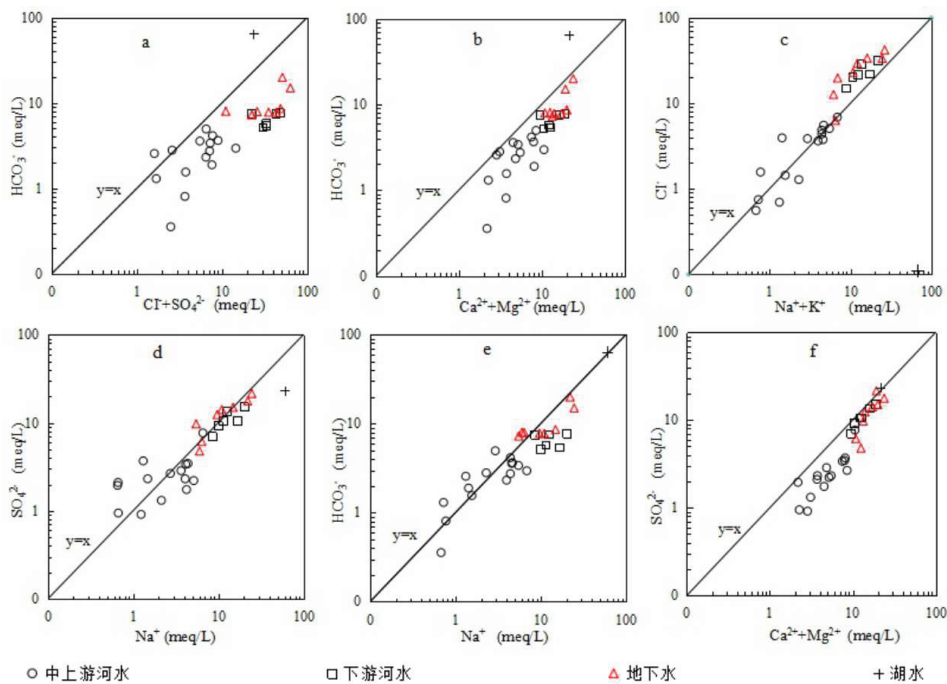 a
100
10
1
0
HCO₃⁻ (meq/L)
y=x
0 1 10 100
Cl⁻+SO₄²⁻ (meq/L)
b
100
10
1
0
HCO₃⁻ (meq/L)
y=x
0 1 10 100
Ca²⁺+Mg²⁺ (meq/L)
c
100
10
1
0
Cl⁻ (meq/L)
y=x
0 1 10 100
Na⁺+K⁺ (meq/L)
d
100
10
1
0
SO₄²⁻ (meq/L)
y=x
0 1 10 100
Na⁺ (meq/L)
e
100
10
1
0
HCO₃⁻ (meq/L)
y=x
0 1 10 100
Na⁺ (meq/L)
f
100
10
1
0
SO₄²⁻ (meq/L)
y=x
0 1 10 100
Ca²⁺+Mg²⁺ (meq/L)
中上游河水 下游河水 地下水 湖水